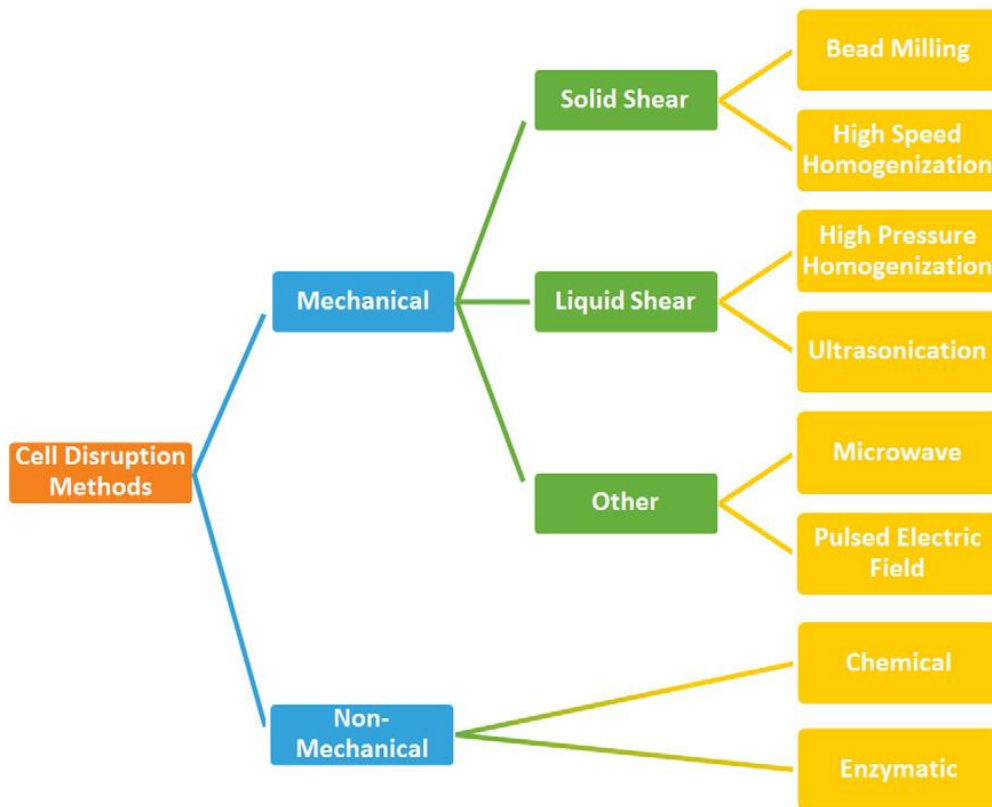 Cell Disruption
Methods
Mechanical
Non-
Mechanical
Solid Shear
Liquid Shear
Other
Bead Milling
High Speed
Homogenization
High Pressure
Homogenization
Ultrasonication
Microwave
Pulsed Electric
Field
Chemical
Enzymatic